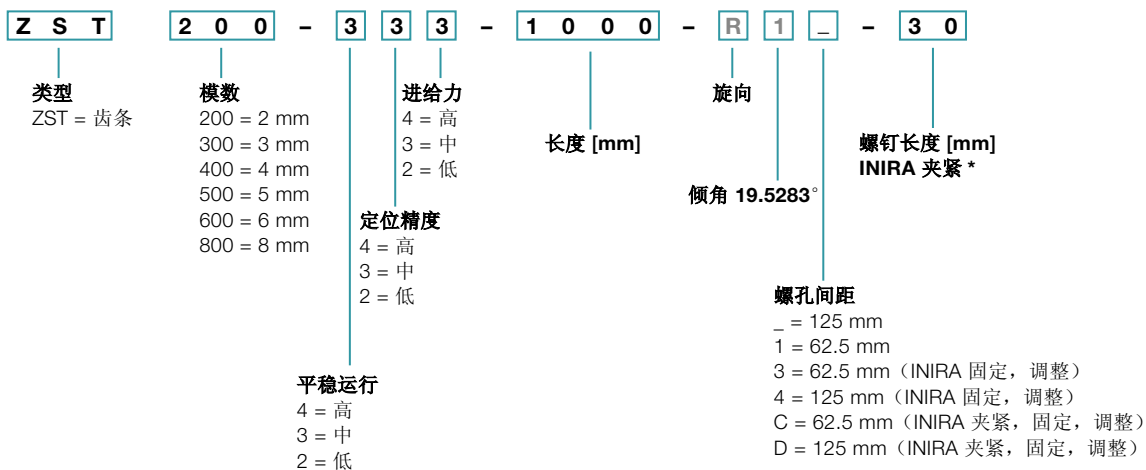 Z S T 2 0 0 – 3 3 3 – 1 0 0 0 – R 1 _ – 3 0
类型
ZST = 齿条
模数
200 = 2 mm
300 = 3 mm
400 = 4 mm
500 = 5 mm
600 = 6 mm
800 = 8 mm
平稳运行
4 = 高
3 = 中
2 = 低
定位精度
4 = 高
3 = 中
2 = 低
进给力
4 = 高
3 = 中
2 = 低
长度 [mm]
旋向
倾角 19.5283°
螺孔间距
_ = 125 mm
1 = 62.5 mm
3 = 62.5 mm（INIRA 固定，调整）
4 = 125 mm（INIRA 固定，调整）
C = 62.5 mm（INIRA 夹紧，固定，调整）
D = 125 mm（INIRA 夹紧，固定，调整）
螺钉长度 [mm]
INIRA 夹紧 *